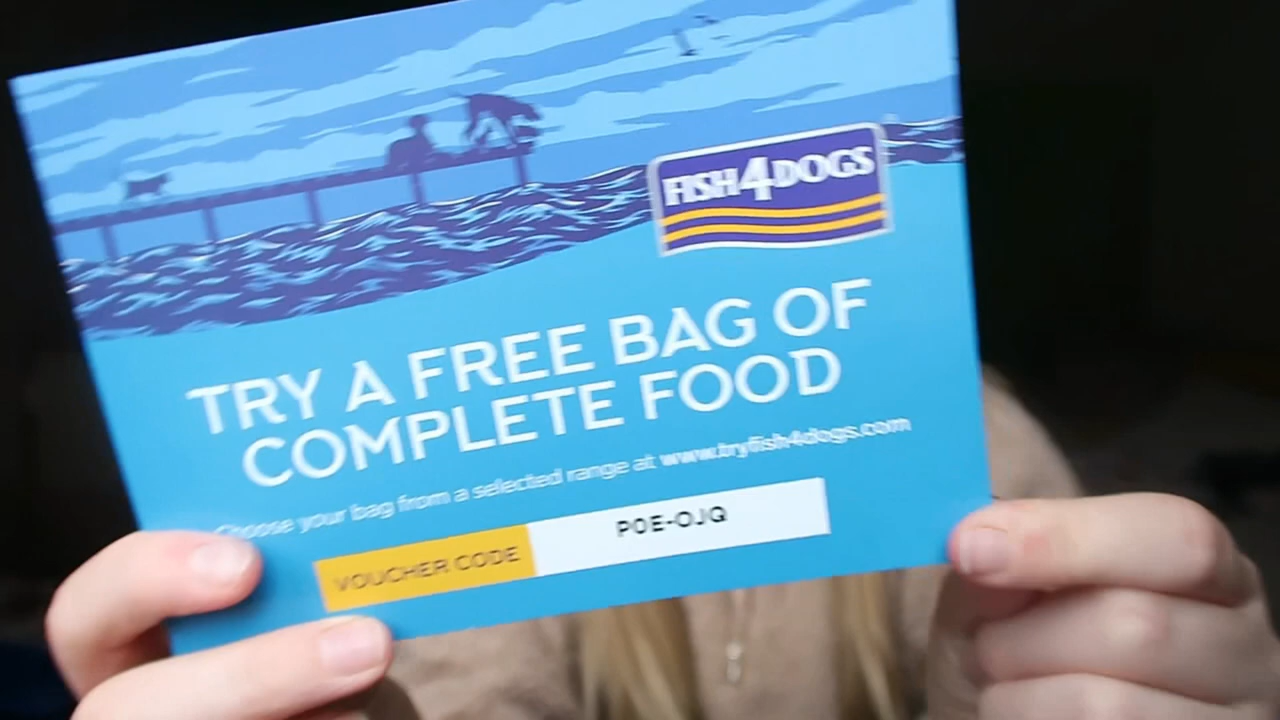 FISH4DOGS
TRY A FREE BAG OF
COMPLETE FOOD
Choose your bag from a selected range at www.tryfish4dogs.com
VOUCHER CODE P0E-OJQ